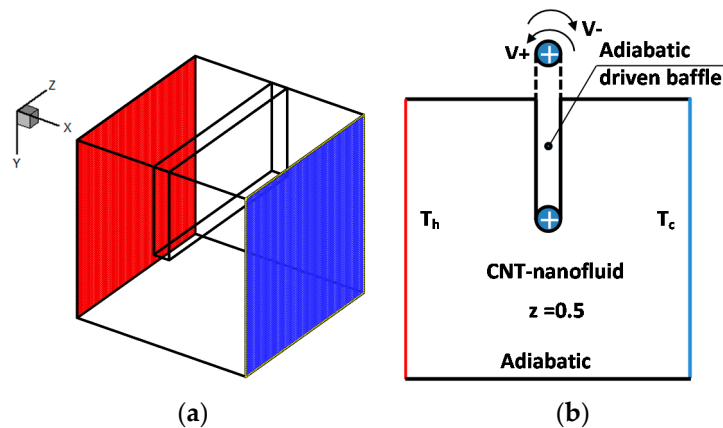 Z
X
Y
V-
V+
Adiabatic
driven baffle
Th
Tc
CNT-nanofluid
z =0.5
Adiabatic
(a)
(b)